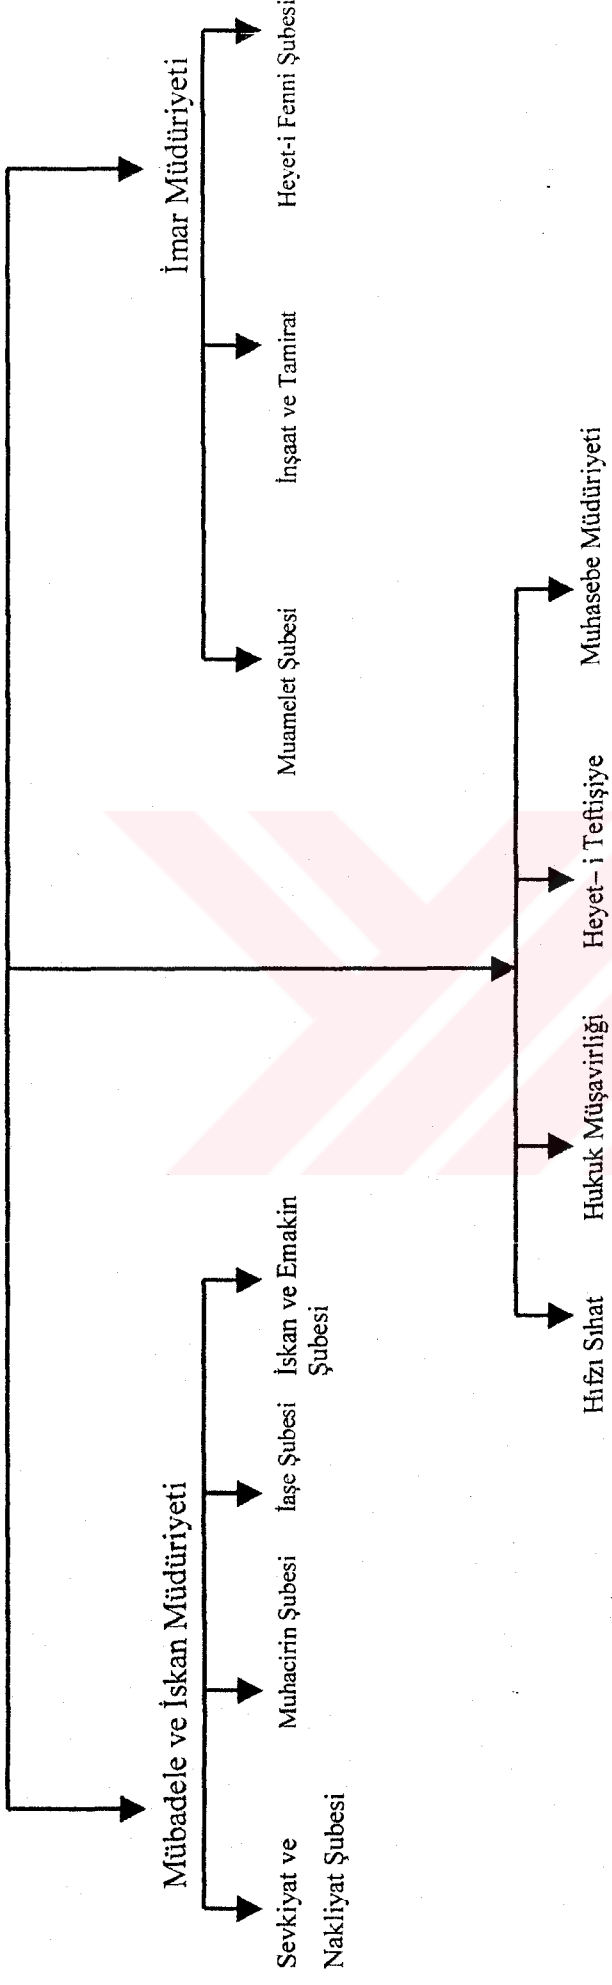 Mübadele ve İskan Müdüriyeti
İmar Müdüriyeti
Sevkiyat ve
Nakliyat Şubesi
Muhacirin Şubesi
İaşe Şubesi
İskan ve Emakin
Şubesi
Muamelet Şubesi
İnşaat ve Tamirat
Heyet-i Fenni Şubesi
Hıfzı Sıhat
Hukuk Müşavirliği
Heyet– i Teftişiye
Muhasebe Müdüriyeti